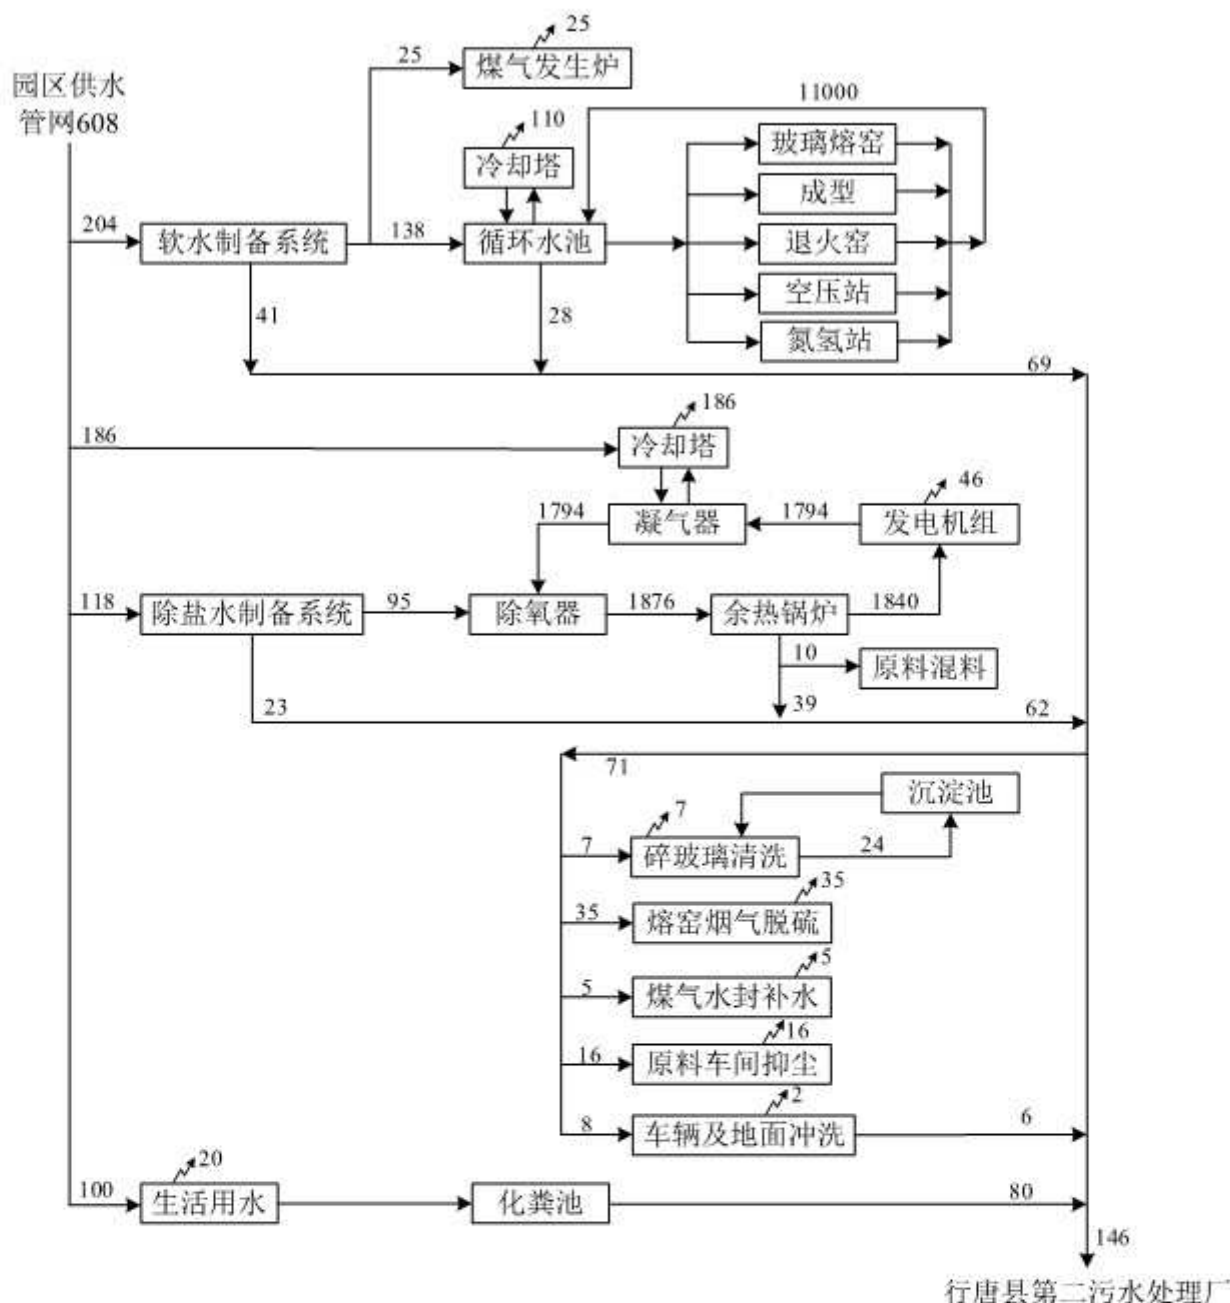 25
25
煤气发生炉
园区供水
管网608
11000
110
冷却塔
玻璃熔窑
成型
204
软水制备系统
138
循环水池
退火窑
空压站
41
28
氮氢站
69
186
186
冷却塔
46
1794
凝气器
1794
发电机组
118
除盐水制备系统
95
除氧器
1876
余热锅炉
1840
10
原料混料
23
39
62
71
沉淀池
7
7
碎玻璃清洗
24
35
35
熔窑烟气脱硫
5
5
煤气水封补水
16
16
原料车间抑尘
2
8
车辆及地面冲洗
6
20
100
生活用水
化粪池
80
146
行唐县第二污水处理厂